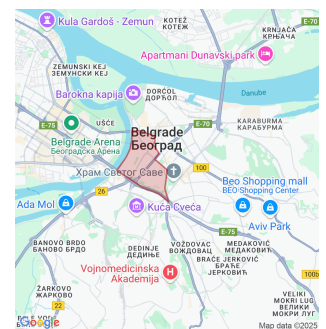 Kula Gardoš - Zemun
КОТЕŽ
КОТЕЖ
KRNJAČA
КРЊАЧА
Apartmani Dunavski park
ZEMUNSKI KEJ
ЗЕМУНСКИ КЕЈ
Barokna kapija
DORĆOL
ДОРЋОЛ
Danube
E-75
UŠĆE
УШЋЕ
E-70
KARABURMA
КАРАБУРМА
Belgrade
Београд
Belgrade Arena
Београдска Арена
Храм Светог Саве
100
E-75
26
Beo Shopping mall
BEO Shopping Center
Ada Mol
Kuća Cveća
Aviv Park
BANOVO BRDO
БАНОВО БРДО
DEDINJE
ДЕДИЊЕ
VOŽDOVAC
ВОЖДОВАЦ
MEDAKOVIĆ
МЕДАКОВИЋ
BRAĆE JERKOVIĆ
БРАЋЕ
ЈЕРКОВИЋ
Vojnomedicinska
Akademija
ŽARKOVO
ЖАРКОВО
VELIKI
MOKRI LUG
ВЕЛИКИ
МОКРИ ЛУГ
Google
Map data ©2025